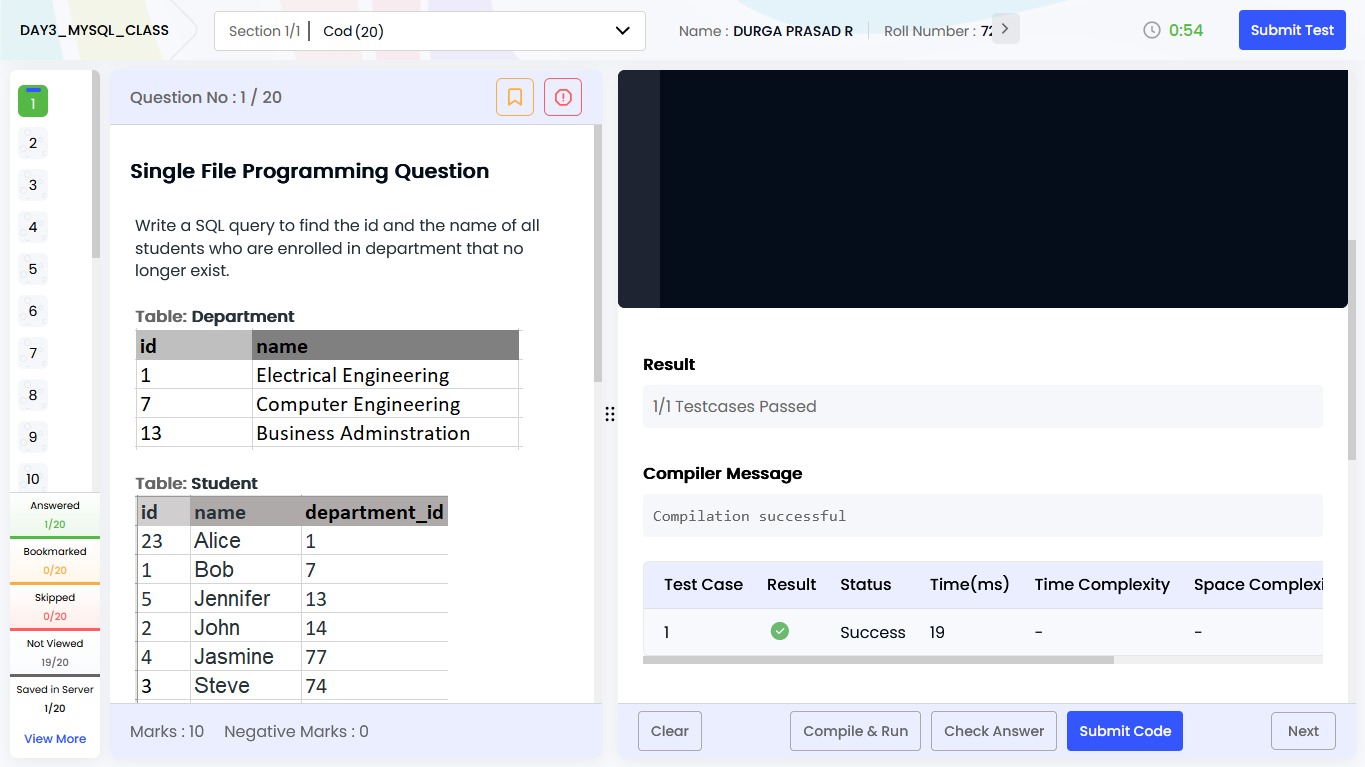 DAY3_MYSQL_CLASS
Section 1/1 | Cod (20)
Name : DURGA PRASAD R
Roll Number : 72
0:54
Submit Test
1
2
3
4
5
6
7
8
9
10
Answered
1/20
Bookmarked
0/20
Skipped
0/20
Not Viewed
19/20
Saved in Server
1/20
View More
Question No : 1 / 20
Single File Programming Question
Write a SQL query to find the id and the name of all
students who are enrolled in department that no
longer exist.
Table: Department
id name
1 Electrical Engineering
7 Computer Engineering
13 Business Adminstration
Table: Student
id name department_id
23 Alice 1
1 Bob 7
5 Jennifer 13
2 John 14
4 Jasmine 77
3 Steve 74
Marks : 10 Negative Marks : 0
Result
1/1 Testcases Passed
Compiler Message
Compilation successful
Test Case Result Status Time(ms) Time Complexity Space Complexi
1 Success 19 - -
Clear
Compile & Run
Check Answer
Submit Code
Next